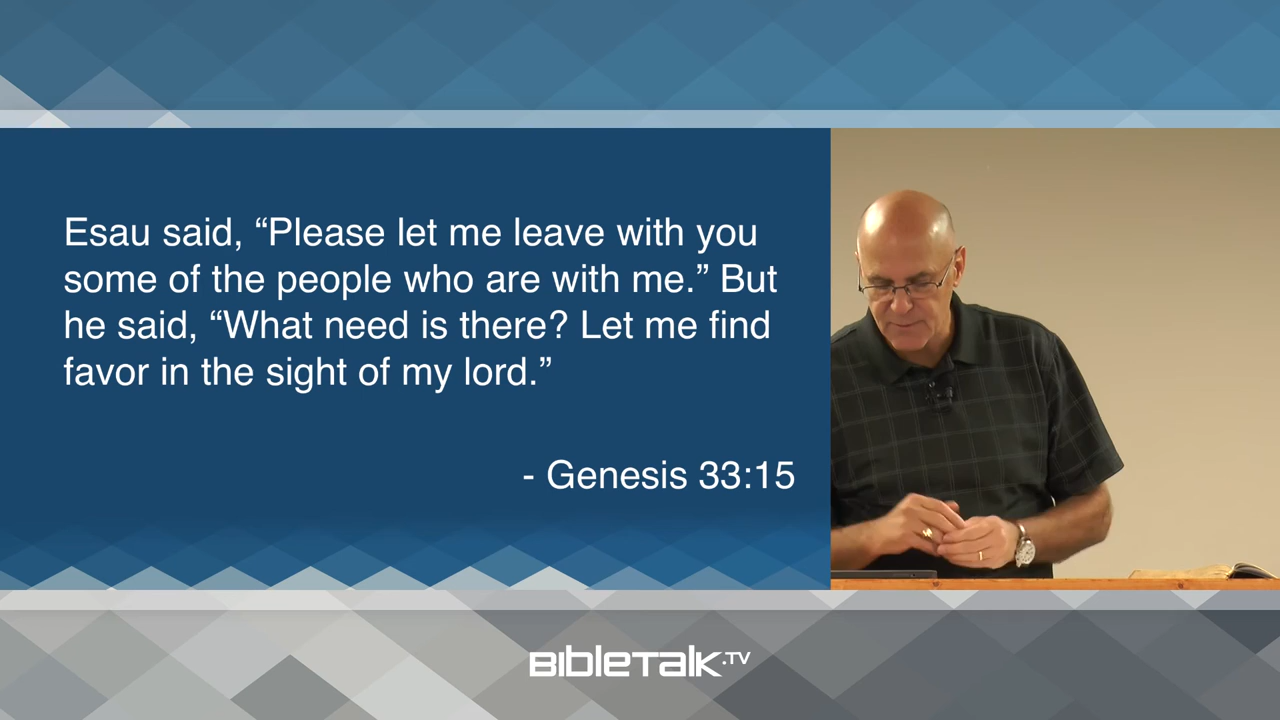 Esau said, “Please let me leave with you
some of the people who are with me.” But
he said, “What need is there? Let me find
favor in the sight of my lord.”
- Genesis 33:15
BIBLETALK.TV